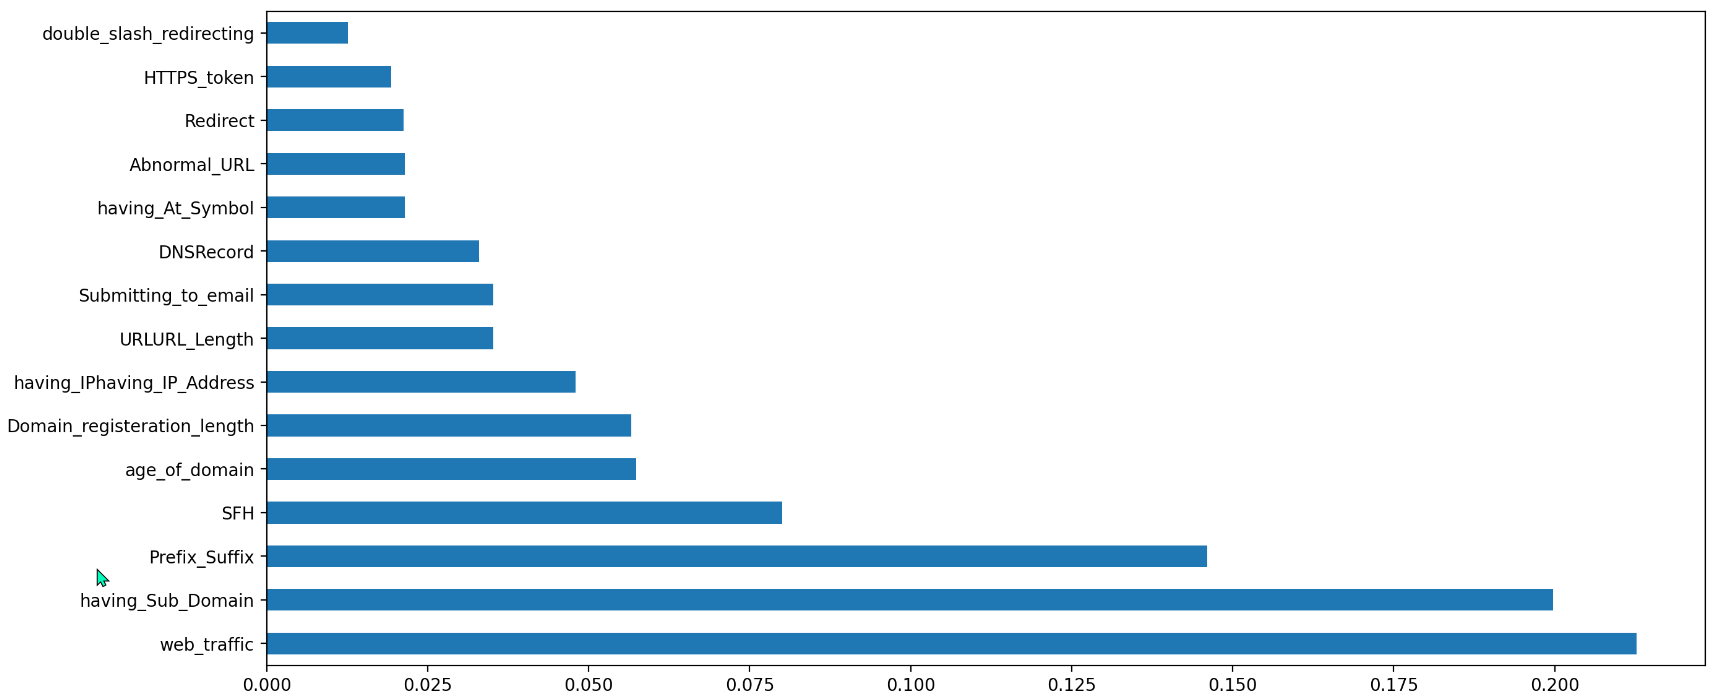 double_slash_redirecting
HTTPS_token
Redirect
Abnormal_URL
having_At_Symbol
DNSRecord
Submitting_to_email
URLURL_Length
having_IPhaving_IP_Address
Domain_registeration_length
age_of_domain
SFH
Prefix_Suffix
having_Sub_Domain
web_traffic
0.000 0.025 0.050 0.075 0.100 0.125 0.150 0.175 0.200